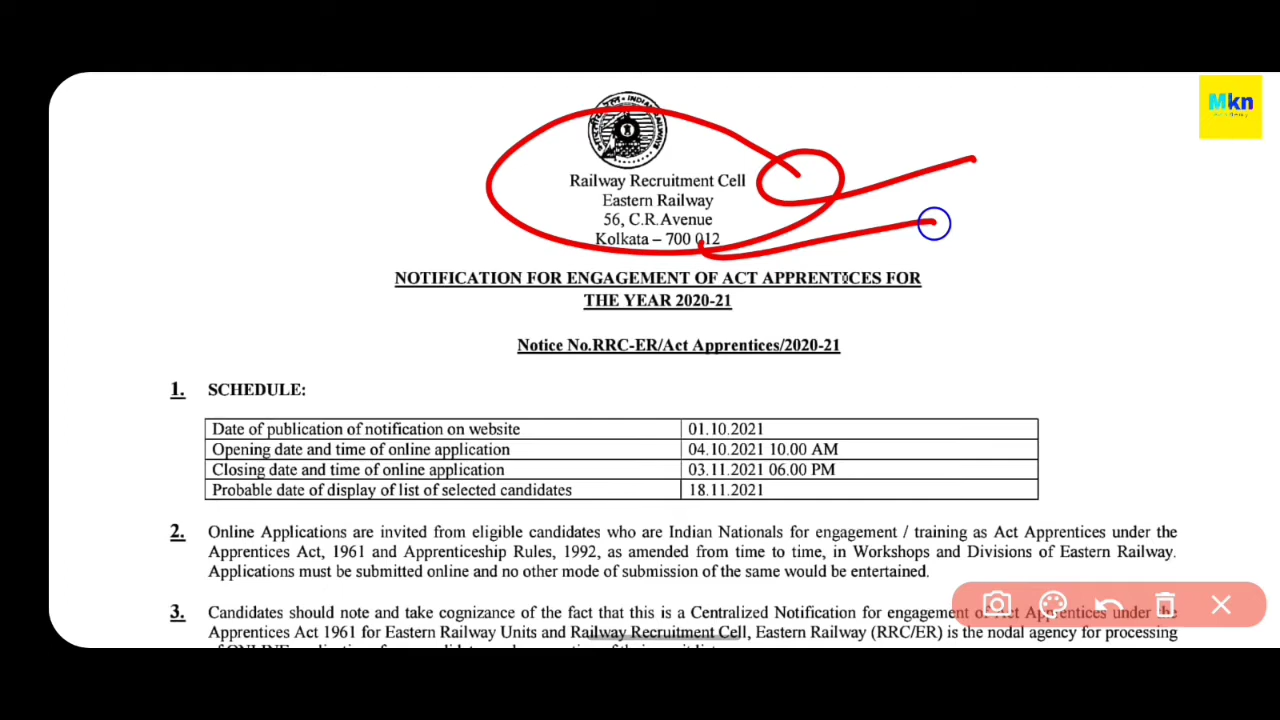 Mkn
Railway Recruitment Cell
Eastern Railway
56, C.R.Avenue
Kolkata – 700 012
NOTIFICATION FOR ENGAGEMENT OF ACT APPRENTICES FOR
THE YEAR 2020-21
Notice No.RRC-ER/Act Apprentices/2020-21
1. SCHEDULE:
Date of publication of notification on website 01.10.2021
Opening date and time of online application 04.10.2021 10.00 AM
Closing date and time of online application 03.11.2021 06.00 PM
Probable date of display of list of selected candidates 18.11.2021
2. Online Applications are invited from eligible candidates who are Indian Nationals for engagement / training as Act Apprentices under the
Apprentices Act, 1961 and Apprenticeship Rules, 1992, as amended from time to time, in Workshops and Divisions of Eastern Railway.
Applications must be submitted online and no other mode of submission of the same would be entertained.
3. Candidates should note and take cognizance of the fact that this is a Centralized Notification for engagement of Act Apprentices under the
Apprentices Act 1961 for Eastern Railway Units and Railway Recruitment Cell, Eastern Railway (RRC/ER) is the nodal agency for processing